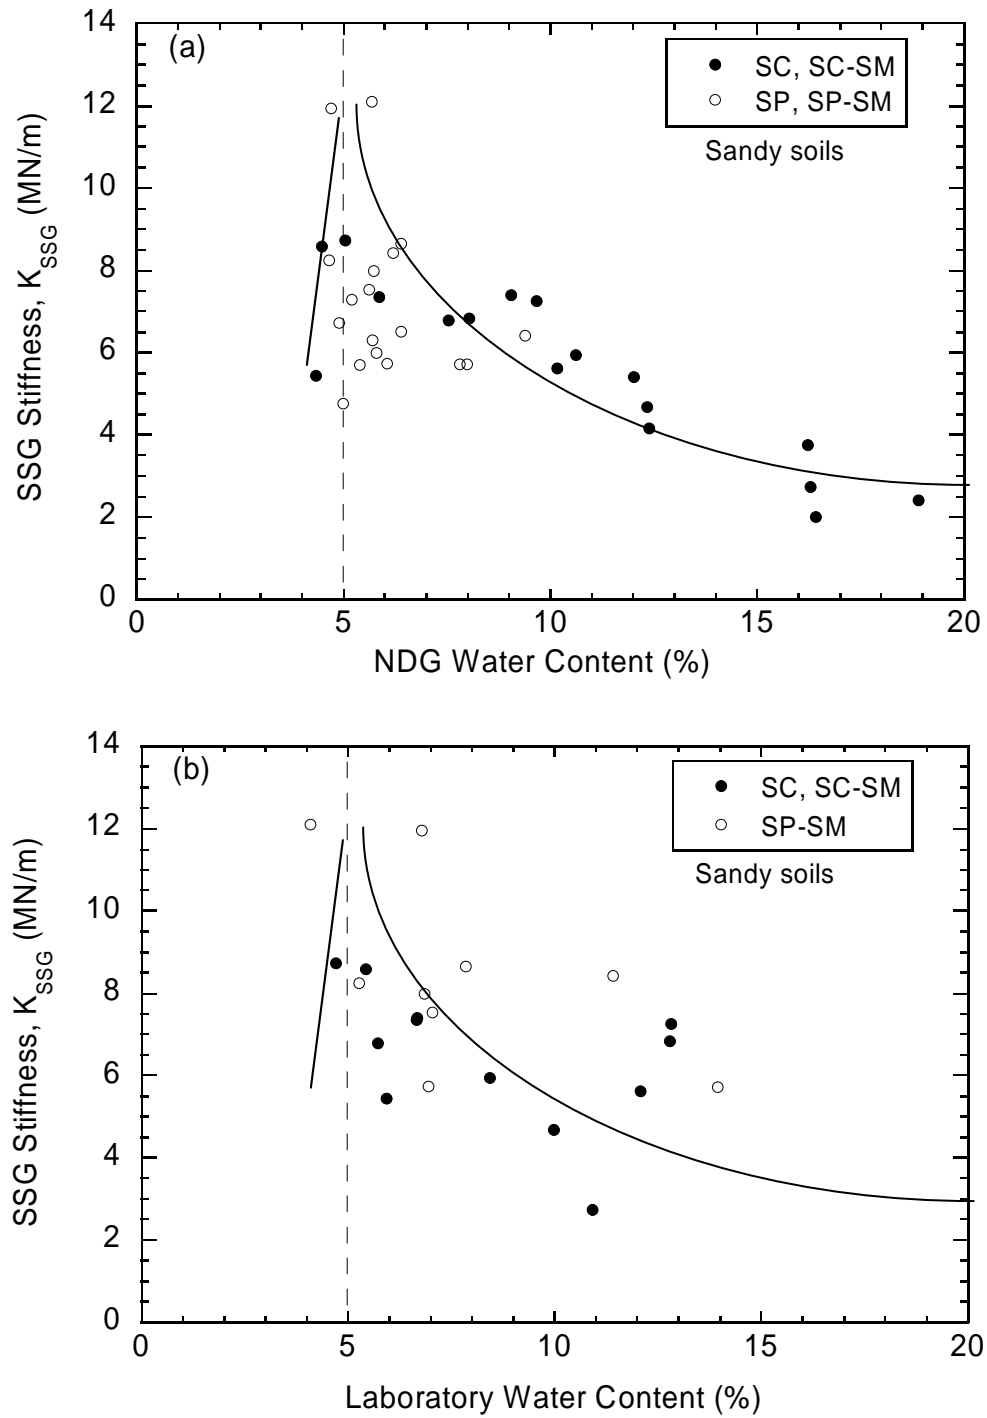 (a)
SC, SC-SM
SP, SP-SM
Sandy soils
14
12
10
8
6
4
2
0
SSG Stiffness, K_SSG (MN/m)
0 5 10 15 20
NDG Water Content (%)
(b)
SC, SC-SM
SP-SM
Sandy soils
14
12
10
8
6
4
2
0
SSG Stiffness, K_SSG (MN/m)
0 5 10 15 20
Laboratory Water Content (%)